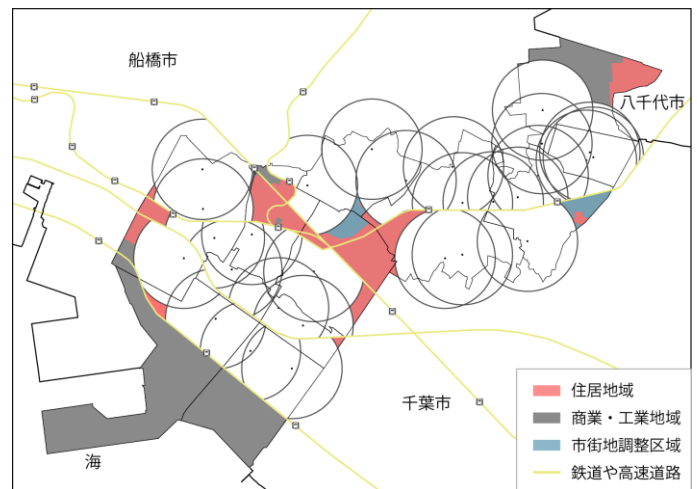 船橋市
八千代市
千葉市
海
住居地域
商業・工業地域
市街地調整区域
鉄道や高速道路